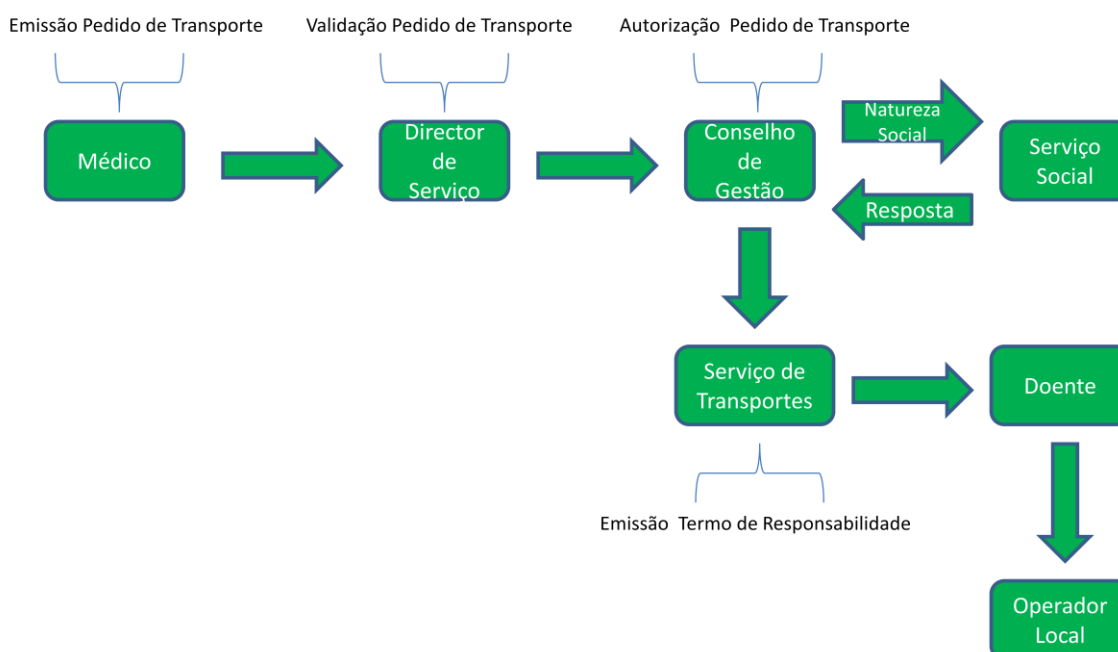 Emissão Pedido de Transporte
Validação Pedido de Transporte
Autorização  Pedido de Transporte
Médico
Director
de
Serviço
Conselho
de
Gestão
Natureza
Social
Serviço
Social
Resposta
Serviço de
Transportes
Doente
Emissão  Termo de Responsabilidade
Operador
Local